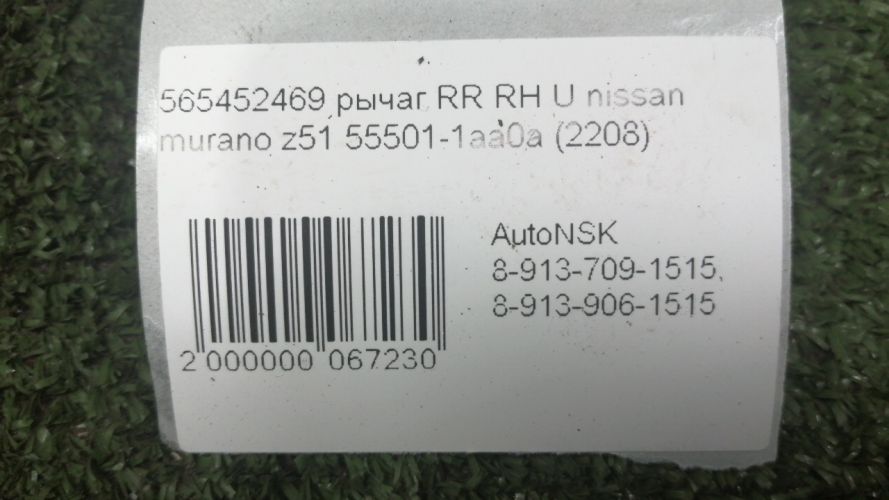 565452469 рычаг RR RH U nissan
murano z51 55501-1aa0a (2208)
AutoNSK
8-913-709-1515,
8-913-906-1515
2 000000 067230